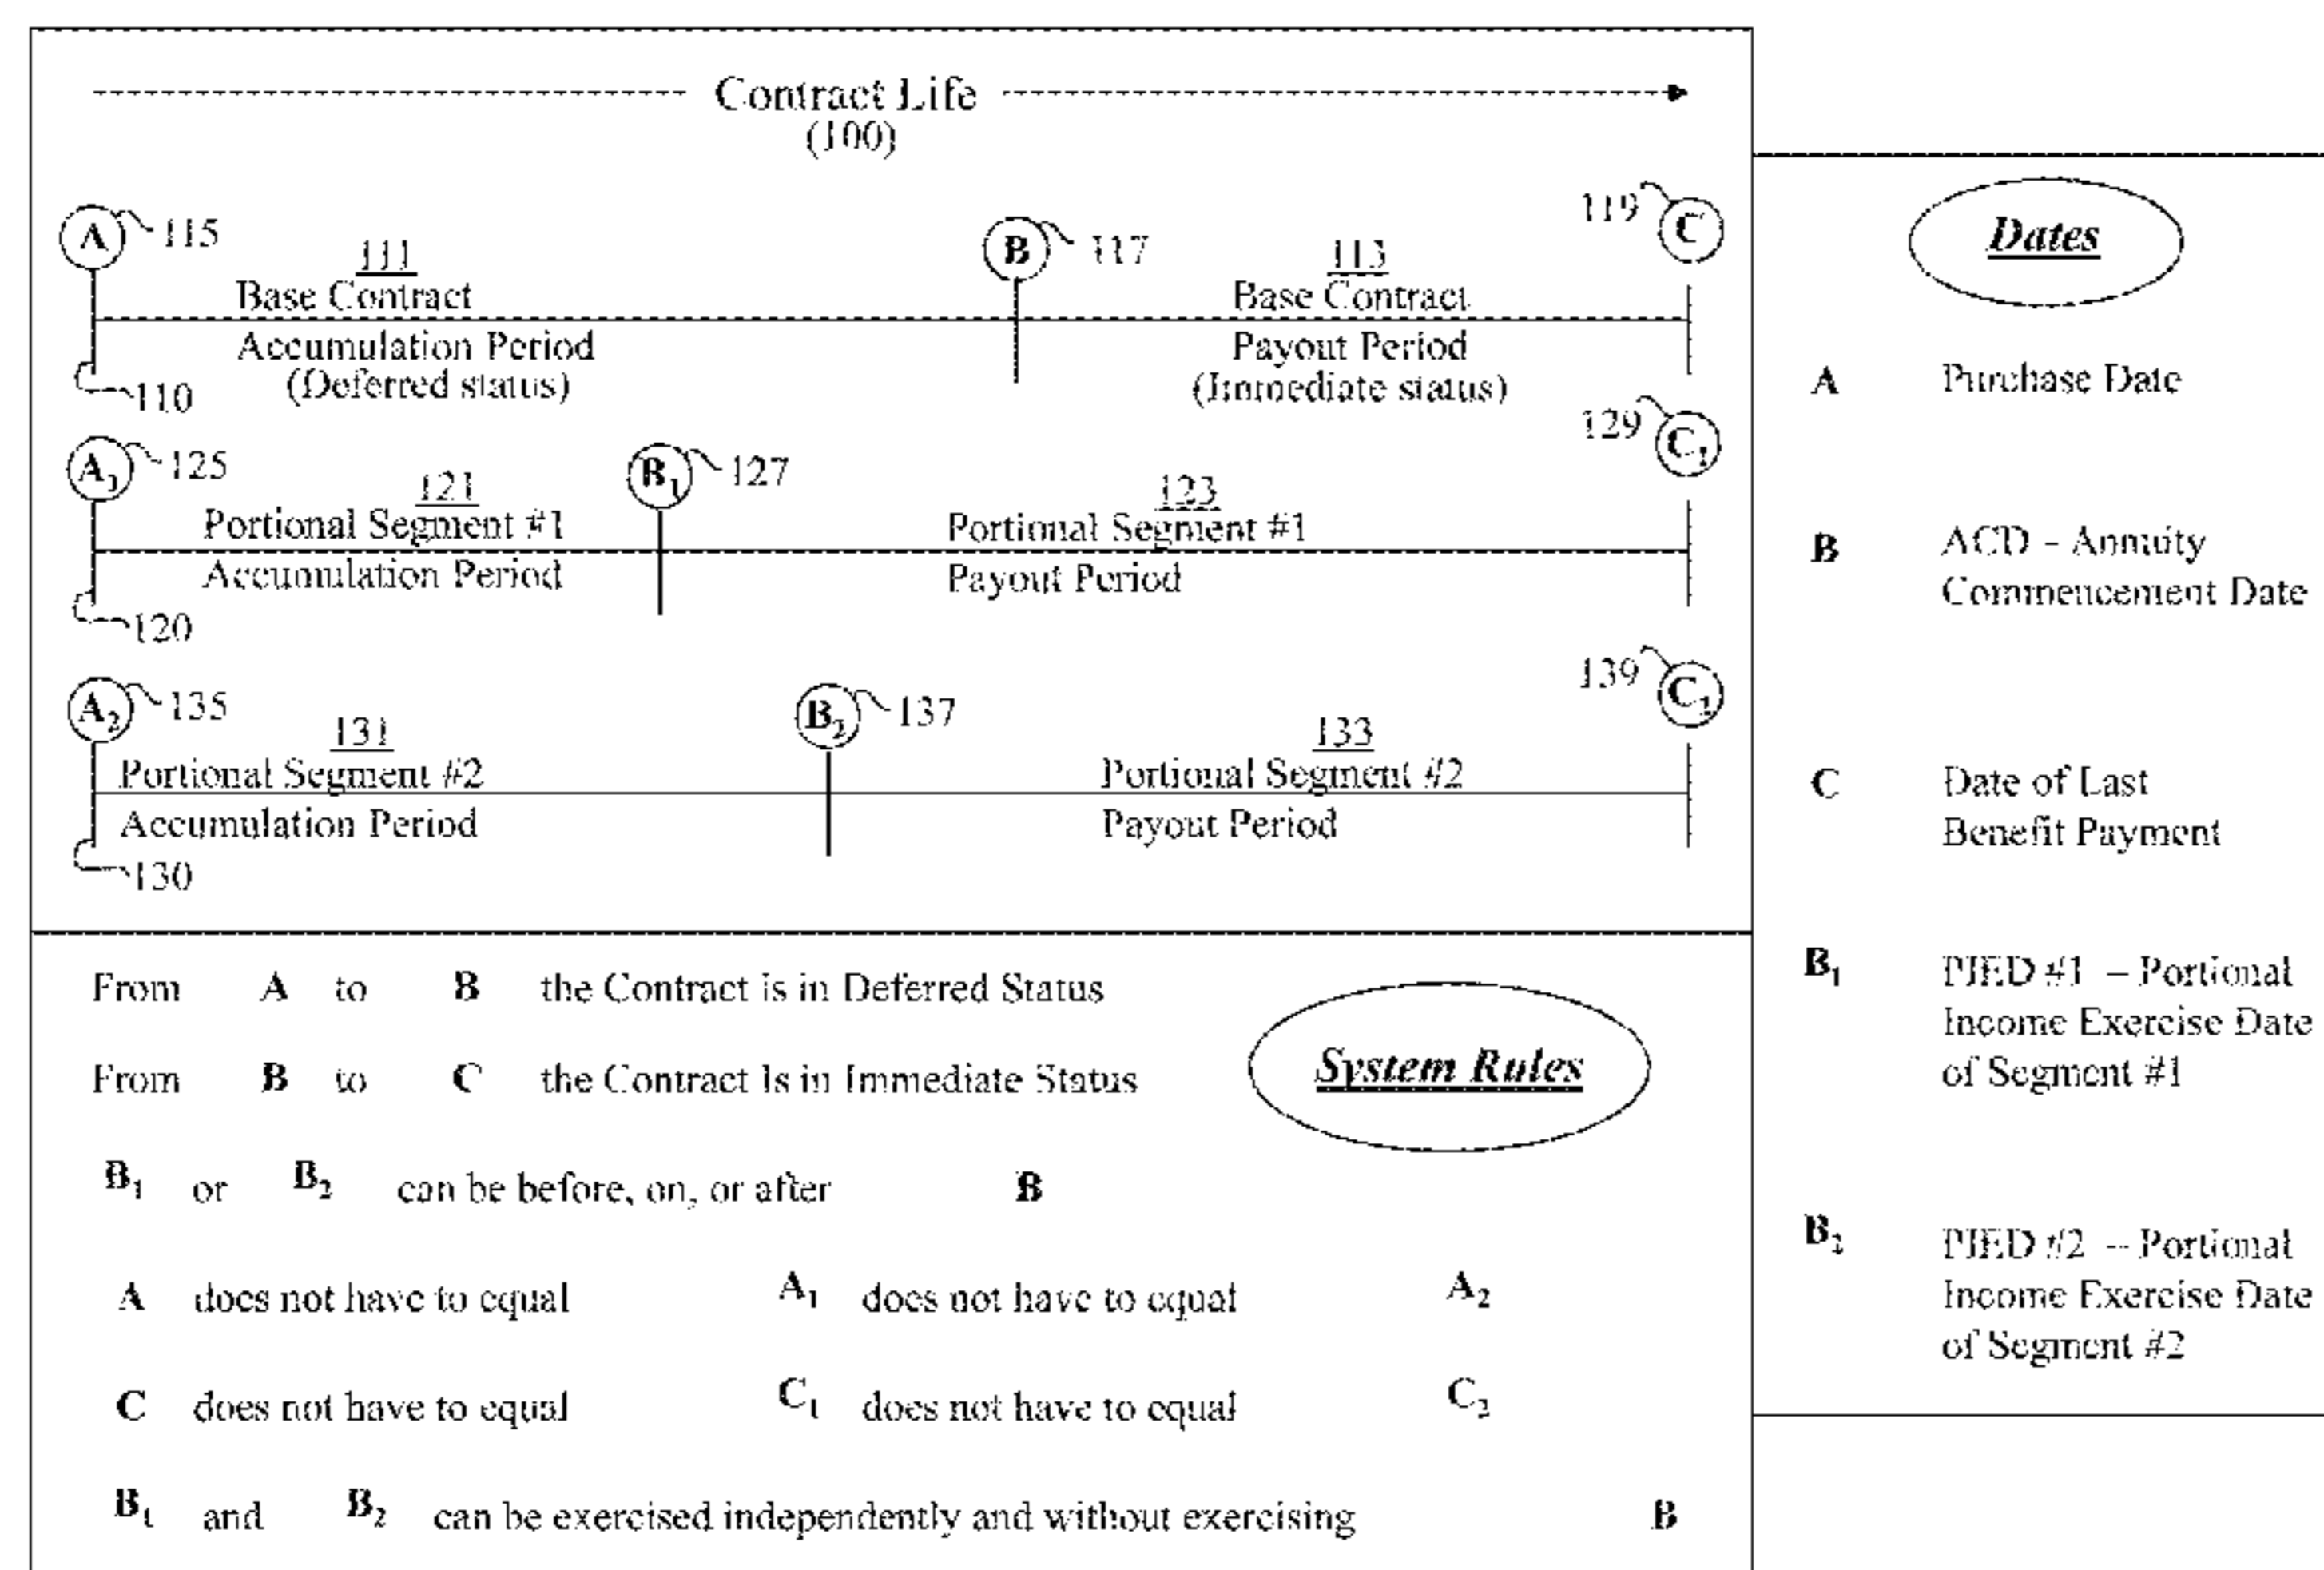 Contract Life
(100)
A 115 B 117 119 C
111 113
Base Contract Base Contract
Accumulation Period Payout Period
(Deferred status) (Immediate status)
110
A1 125 B1 127 129 C1
121 123
Portional Segment #1 Portional Segment #1
Accumulation Period Payout Period
120
A2 135 B2 137 139 C1
131 133
Portional Segment #2 Portional Segment #2
Accumulation Period Payout Period
130
From A to B the Contract is in Deferred Status
From B to C the Contract Is in Immediate Status
System Rules
B1 or B2 can be before, on, or after B
A does not have to equal A1 does not have to equal A2
C does not have to equal C1 does not have to equal C2
B1 and B2 can be exercised independently and without exercising B
Dates
A Purchase Date
B ACD - Annuity
Commencement Date
C Date of Last
Benefit Payment
B1 PIED #1 – Portional
Income Exercise Date
of Segment #1
B2 PIED #2 – Portional
Income Exercise Date
of Segment #2